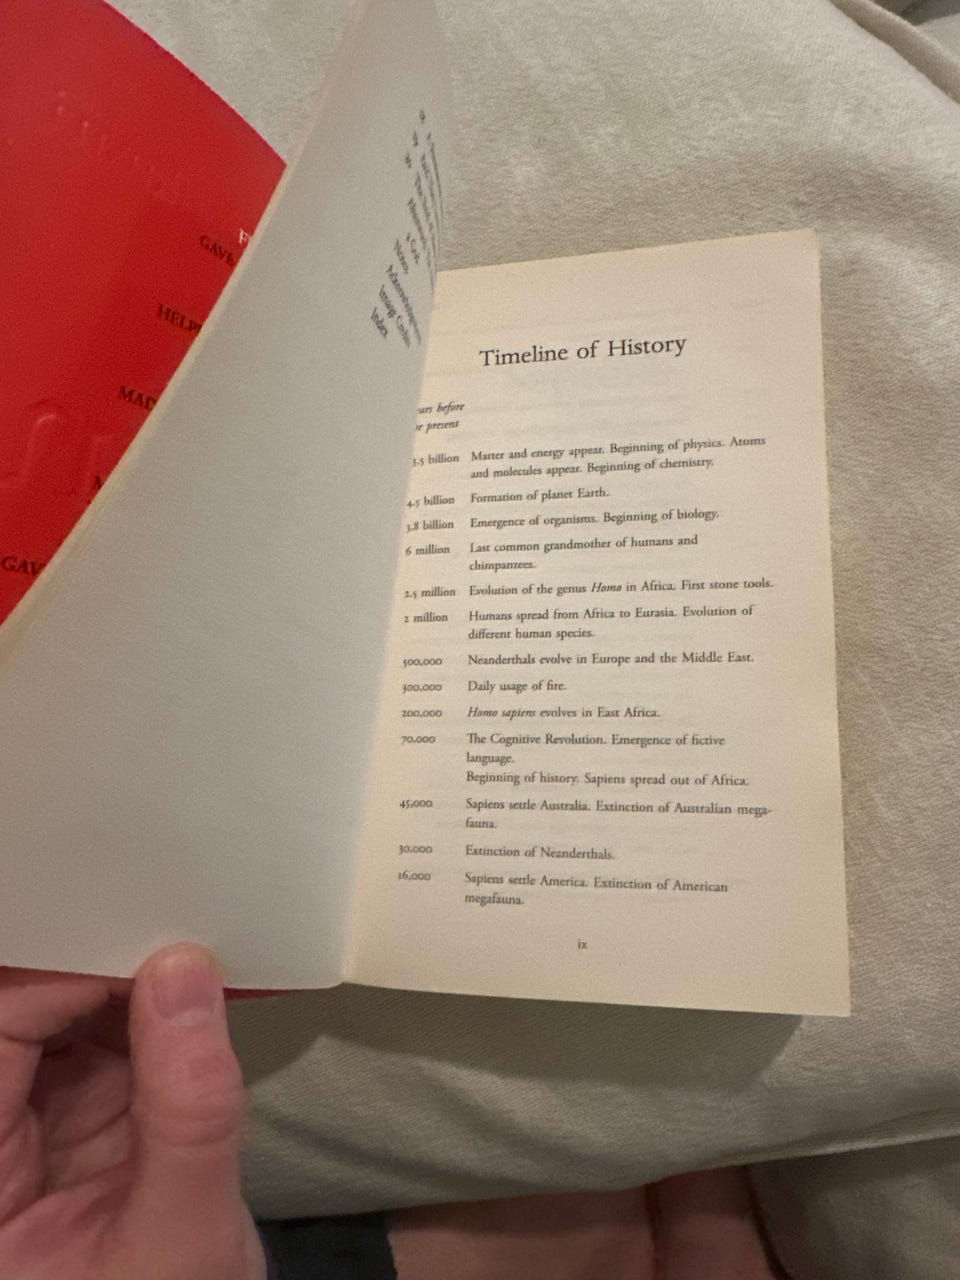 GAVE
HELP
MAD
GAV
Notes
Index
Timeline of History
ears before
e present
3.5 billion Matter and energy appear. Beginning of physics. Atoms
and molecules appear. Beginning of chemistry.
4.5 billion Formation of planet Earth.
3.8 billion Emergence of organisms. Beginning of biology.
6 million Last common grandmother of humans and
chimpanzees.
2.5 million Evolution of the genus Homo in Africa. First stone tools.
2 million Humans spread from Africa to Eurasia. Evolution of
different human species.
500,000 Neanderthals evolve in Europe and the Middle East.
300,000 Daily usage of fire.
200,000 Homo sapiens evolves in East Africa.
70,000 The Cognitive Revolution. Emergence of fictive
language.
Beginning of history. Sapiens spread out of Africa.
45,000 Sapiens settle Australia. Extinction of Australian mega-
fauna.
30,000 Extinction of Neanderthals.
16,000 Sapiens settle America. Extinction of American
megafauna.
ix